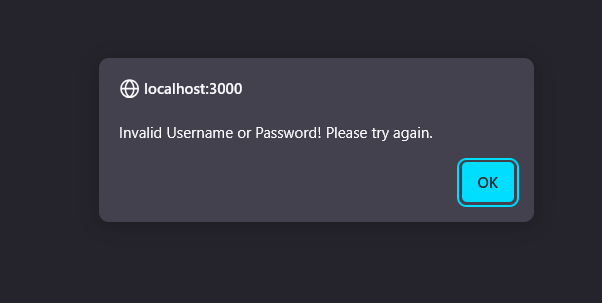 localhost:3000
Invalid Username or Password! Please try again.
OK